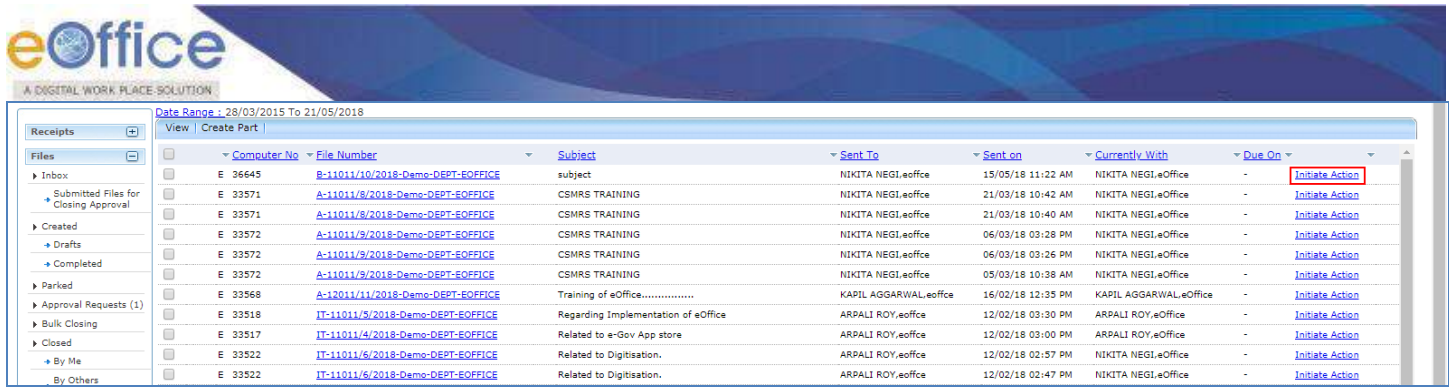 eOffice
A DIGITAL WORK PLACE SOLUTION
Date Range : 28/03/2015 To 21/05/2018
View | Create Part |
Receipts
Files
Inbox
Submitted Files for
Closing Approval
Created
Drafts
Completed
Parked
Approval Requests (1)
Bulk Closing
Closed
By Me
By Others
Computer No File Number Subject Sent To Sent on Currently With Due On
E 36645 B-11011/10/2018-Demo-DEPT-EOFFICE subject NIKITA NEGI,eoffce 15/05/18 11:22 AM NIKITA NEGI,eOffice - Initiate Action
E 33571 A-11011/8/2018-Demo-DEPT-EOFFICE CSMRS TRAINING NIKITA NEGI,eoffce 21/03/18 10:42 AM NIKITA NEGI,eOffice - Initiate Action
E 33571 A-11011/8/2018-Demo-DEPT-EOFFICE CSMRS TRAINING NIKITA NEGI,eoffce 21/03/18 10:40 AM NIKITA NEGI,eOffice - Initiate Action
E 33572 A-11011/9/2018-Demo-DEPT-EOFFICE CSMRS TRAINING NIKITA NEGI,eoffce 06/03/18 03:28 PM NIKITA NEGI,eOffice - Initiate Action
E 33572 A-11011/9/2018-Demo-DEPT-EOFFICE CSMRS TRAINING NIKITA NEGI,eoffce 06/03/18 03:26 PM NIKITA NEGI,eOffice - Initiate Action
E 33572 A-11011/9/2018-Demo-DEPT-EOFFICE CSMRS TRAINING NIKITA NEGI,eoffce 05/03/18 10:38 AM NIKITA NEGI,eOffice - Initiate Action
E 33568 A-12011/11/2018-Demo-DEPT-EOFFICE Training of eOffice................ KAPIL AGGARWAL,eoffce 16/02/18 12:35 PM KAPIL AGGARWAL,eOffice - Initiate Action
E 33518 IT-11011/5/2018-Demo-DEPT-EOFFICE Regarding Implementation of eOffice ARPALI ROY,eoffce 12/02/18 03:30 PM ARPALI ROY,eOffice - Initiate Action
E 33517 IT-11011/4/2018-Demo-DEPT-EOFFICE Related to e-Gov App store ARPALI ROY,eoffce 12/02/18 03:00 PM ARPALI ROY,eOffice - Initiate Action
E 33522 IT-11011/6/2018-Demo-DEPT-EOFFICE Related to Digitisation. ARPALI ROY,eoffce 12/02/18 02:57 PM NIKITA NEGI,eOffice - Initiate Action
E 33522 IT-11011/6/2018-Demo-DEPT-EOFFICE Related to Digitisation. ARPALI ROY,eoffce 12/02/18 02:47 PM NIKITA NEGI,eOffice - Initiate Action